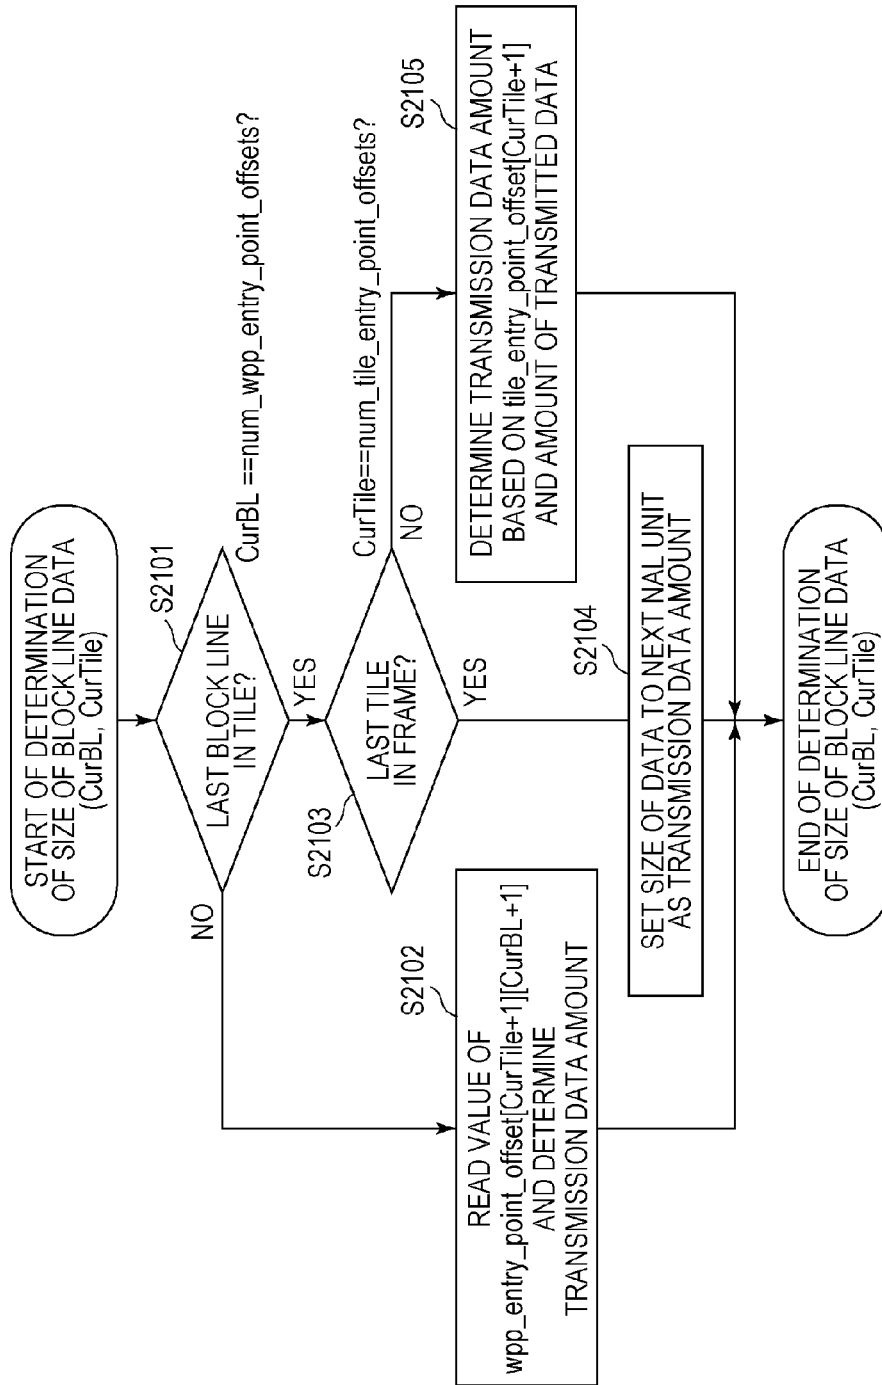 START OF DETERMINATION
OF SIZE OF BLOCK LINE DATA
(CurBL, CurTile)
S2101
LAST BLOCK LINE
IN TILE?
CurBL ==num_wpp_entry_point_offsets?
NO
YES
S2103
LAST TILE
IN FRAME?
CurTile==num_tile_entry_point_offsets?
NO
YES
S2102
READ VALUE OF
wpp_entry_point_offset[CurTile+1][CurBL+1]
AND DETERMINE
TRANSMISSION DATA AMOUNT
S2105
DETERMINE TRANSMISSION DATA AMOUNT
BASED ON tile_entry_point_offset[CurTile+1]
AND AMOUNT OF TRANSMITTED DATA
S2104
SET SIZE OF DATA TO NEXT NAL UNIT
AS TRANSMISSION DATA AMOUNT
END OF DETERMINATION
OF SIZE OF BLOCK LINE DATA
(CurBL, CurTile)